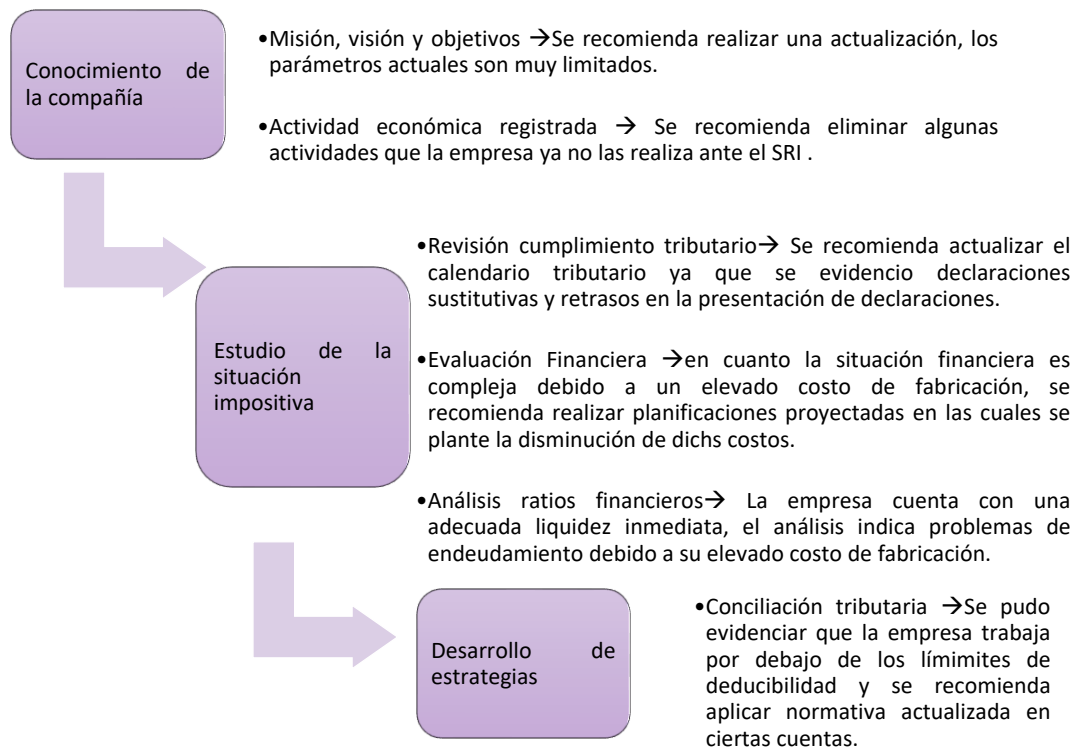 Conocimiento de
la compañía
•Misión, visión y objetivos →Se recomienda realizar una actualización, los
parámetros actuales son muy limitados.
•Actividad económica registrada → Se recomienda eliminar algunas
actividades que la empresa ya no las realiza ante el SRI .
Estudio de la
situación
impositiva
•Revisión cumplimiento tributario→ Se recomienda actualizar el
calendario tributario ya que se evidencio declaraciones
sustitutivas y retrasos en la presentación de declaraciones.
•Evaluación Financiera →en cuanto la situación financiera es
compleja debido a un elevado costo de fabricación, se
recomienda realizar planificaciones proyectadas en las cuales se
plante la disminución de dichs costos.
•Análisis ratios financieros→ La empresa cuenta con una
adecuada liquidez inmediata, el análisis indica problemas de
endeudamiento debido a su elevado costo de fabricación.
Desarrollo de
estrategias
•Conciliación tributaria →Se pudo
evidenciar que la empresa trabaja
por debajo de los límimites de
deducibilidad y se recomienda
aplicar normativa actualizada en
ciertas cuentas.